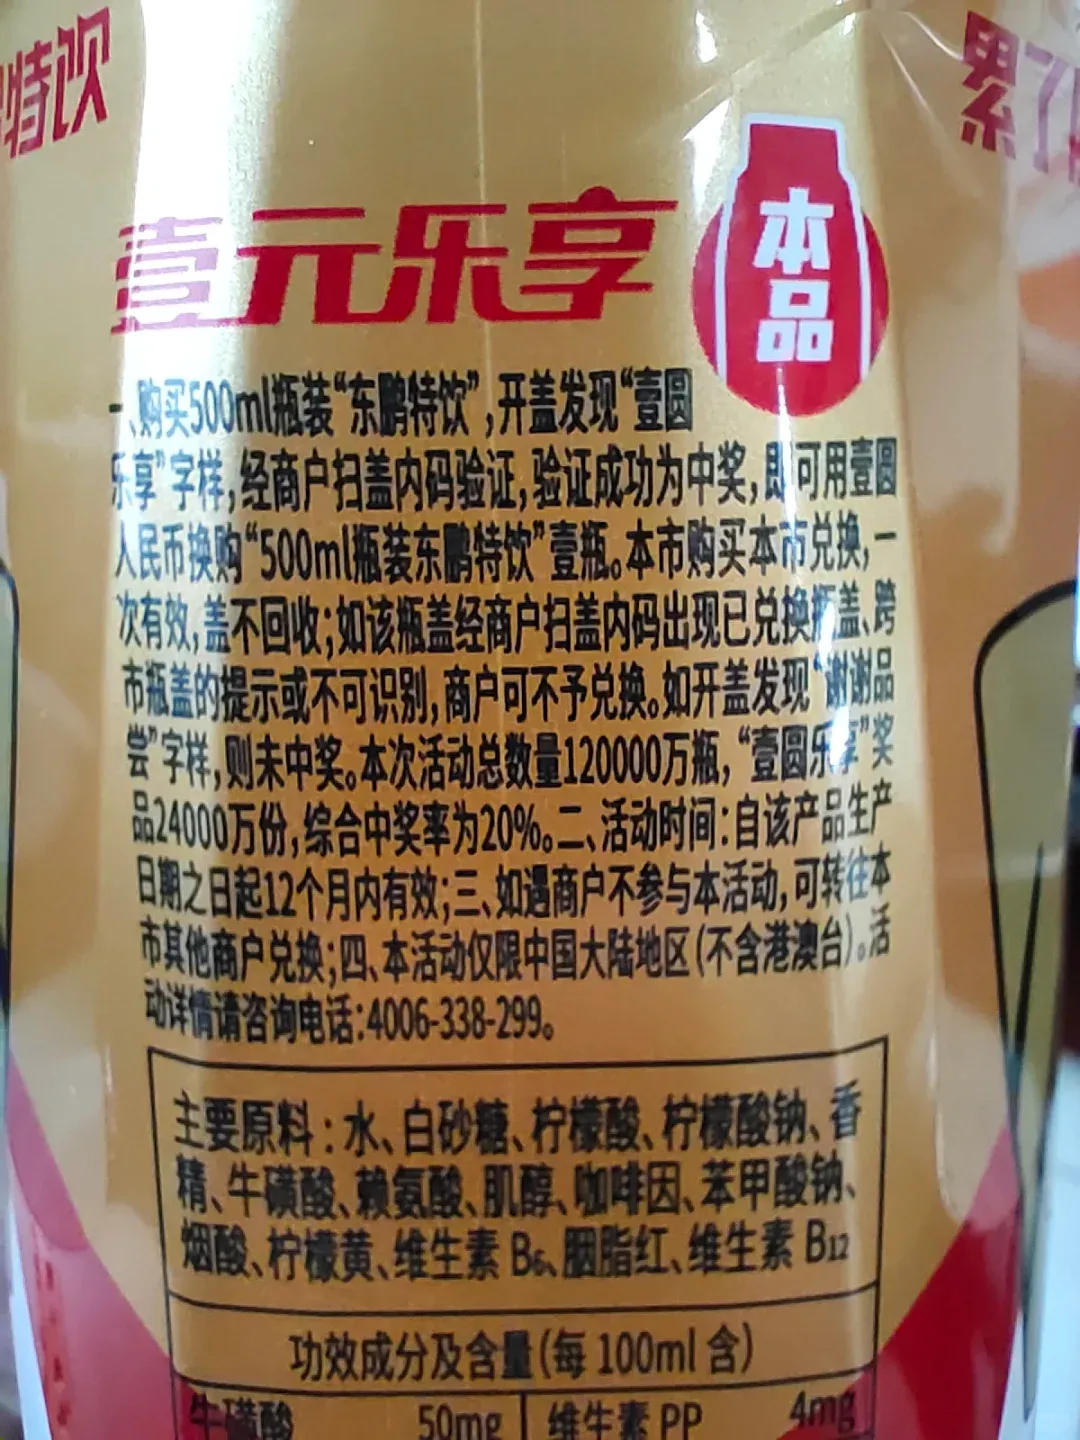 特饮
累了
壹元乐享
本品
一、购买500ml瓶装“东鹏特饮”,开盖发现“壹圆
乐享”字样,经商户扫盖内码验证,验证成功为中奖,即可用壹圆
人民币换购“500ml瓶装东鹏特饮”壹瓶。本市购买本市兑换,一
次有效,盖不回收;如该瓶盖经商户扫盖内码出现已兑换瓶盖、跨
市瓶盖的提示或不可识别,商户可不予兑换。如开盖发现“谢谢品
尝”字样,则未中奖。本次活动总数量120000万瓶,“壹圆乐享”奖
品24000万份,综合中奖率为20%。二、活动时间:自该产品生产
日期之日起12个月内有效;三、如遇商户不参与本活动,可转往本
市其他商户兑换;四、本活动仅限中国大陆地区(不含港澳台)。活
动详情请咨询电话:4006-338-299。
主要原料:水、白砂糖、柠檬酸、柠檬酸钠、香
精、牛磺酸、赖氨酸、肌醇、咖啡因、苯甲酸钠、
烟酸、柠檬黄、维生素 B₆、胭脂红、维生素 B₁₂
功效成分及含量(每 100ml 含)
牛磺酸 50mg 维生素 PP 4mg